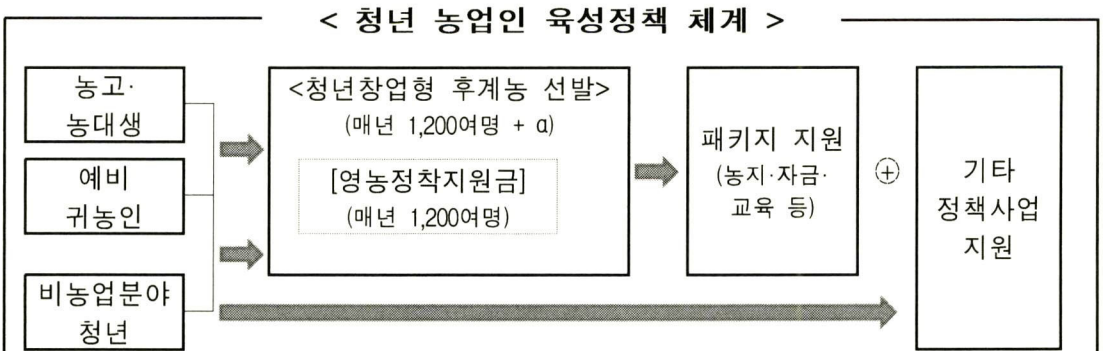 < 청년 농업인 육성정책 체계 >
농고·
농대생
예비
귀농인
비농업분야
청년
<청년창업형 후계농 선발>
(매년 1,200여명 + α)
[영농정착지원금]
(매년 1,200여명)
패키지 지원
(농지·자금·
교육 등)
+
기타
정책사업
지원